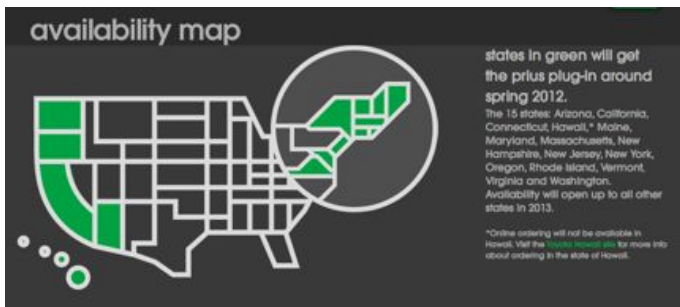 availability map
states in green will get
the prius plug-in around
spring 2012.
The 15 states: Arizona, California,
Connecticut, Hawaii,* Maine,
Maryland, Massachusetts, New
Hampshire, New Jersey, New York,
Oregon, Rhode Island, Vermont,
Virginia and Washington.
Availability will open up to all other
states in 2013.
*Online ordering will not be available in
Hawaii. Visit the Toyota Hawaii site for more info
about ordering in the state of Hawaii.